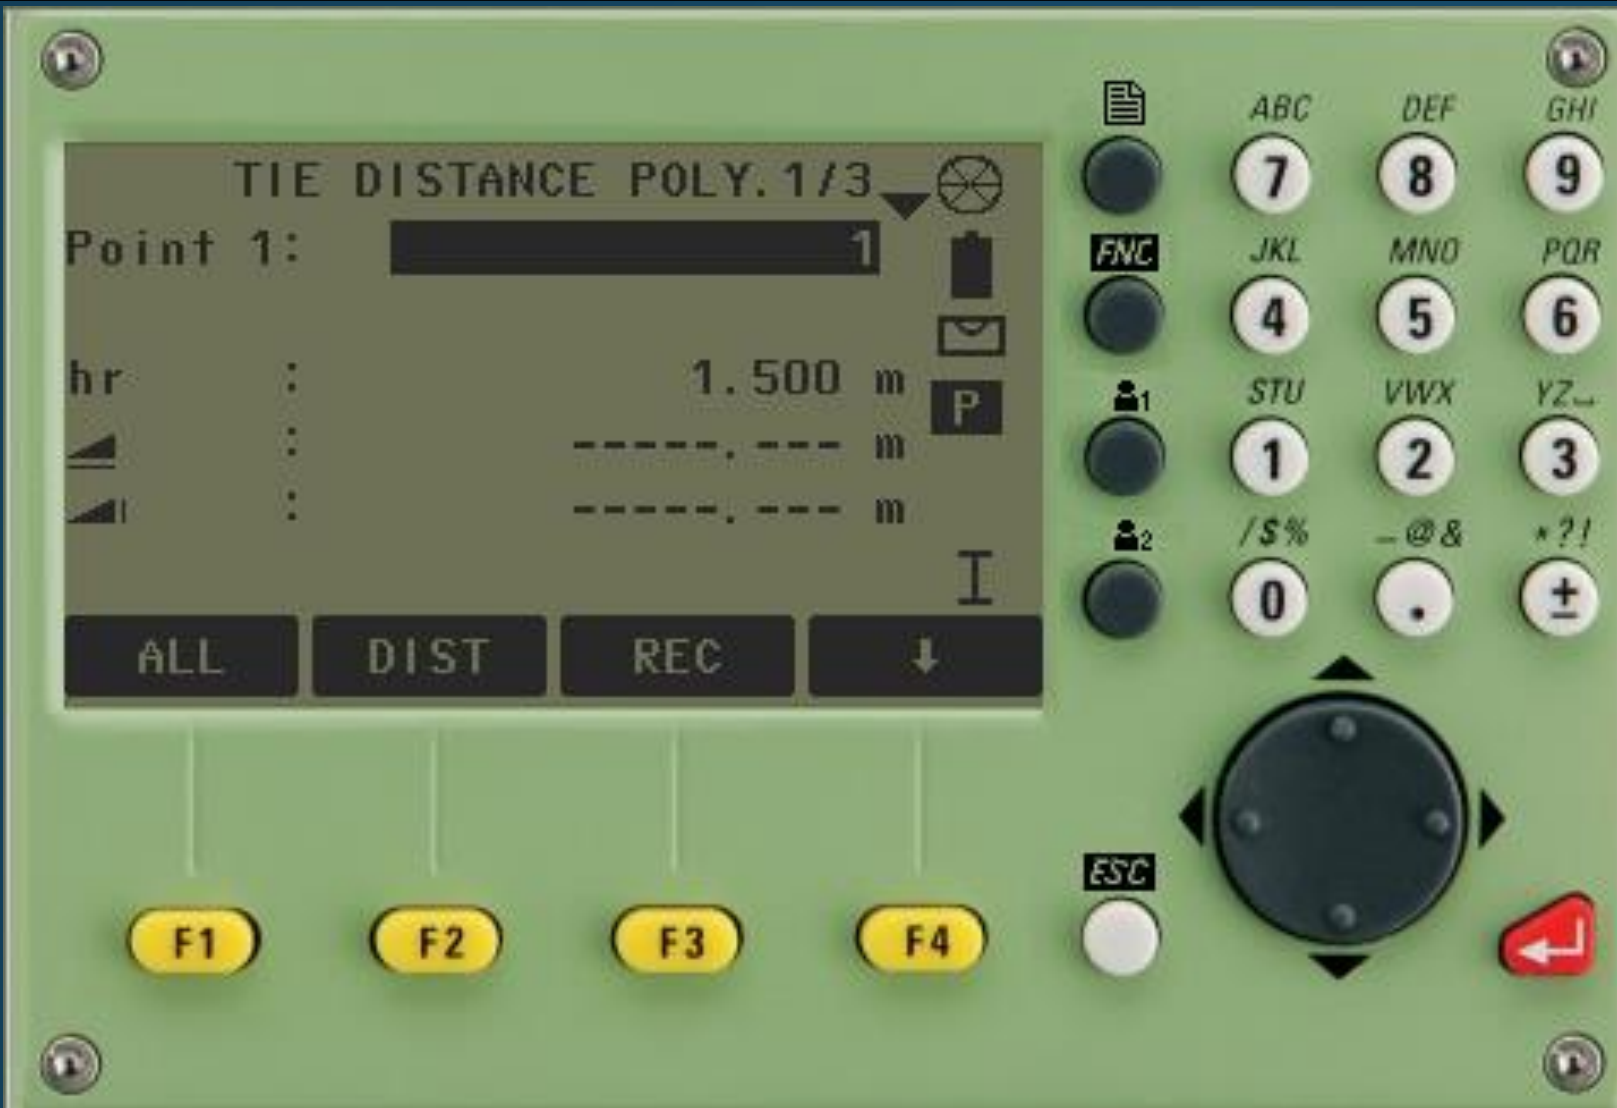 TIE DISTANCE POLY.1/3
Point 1: 1
hr : 1.500 m
: -----.--- m
: -----.--- m
P
I
ALL DIST REC ↓
F1 F2 F3 F4
ABC DEF GHI
7 8 9
FNC JKL MNO PQR
4 5 6
1 STU VWX YZ⎵
1 2 3
2 /$% _@& *?!
0 . ±
ESC